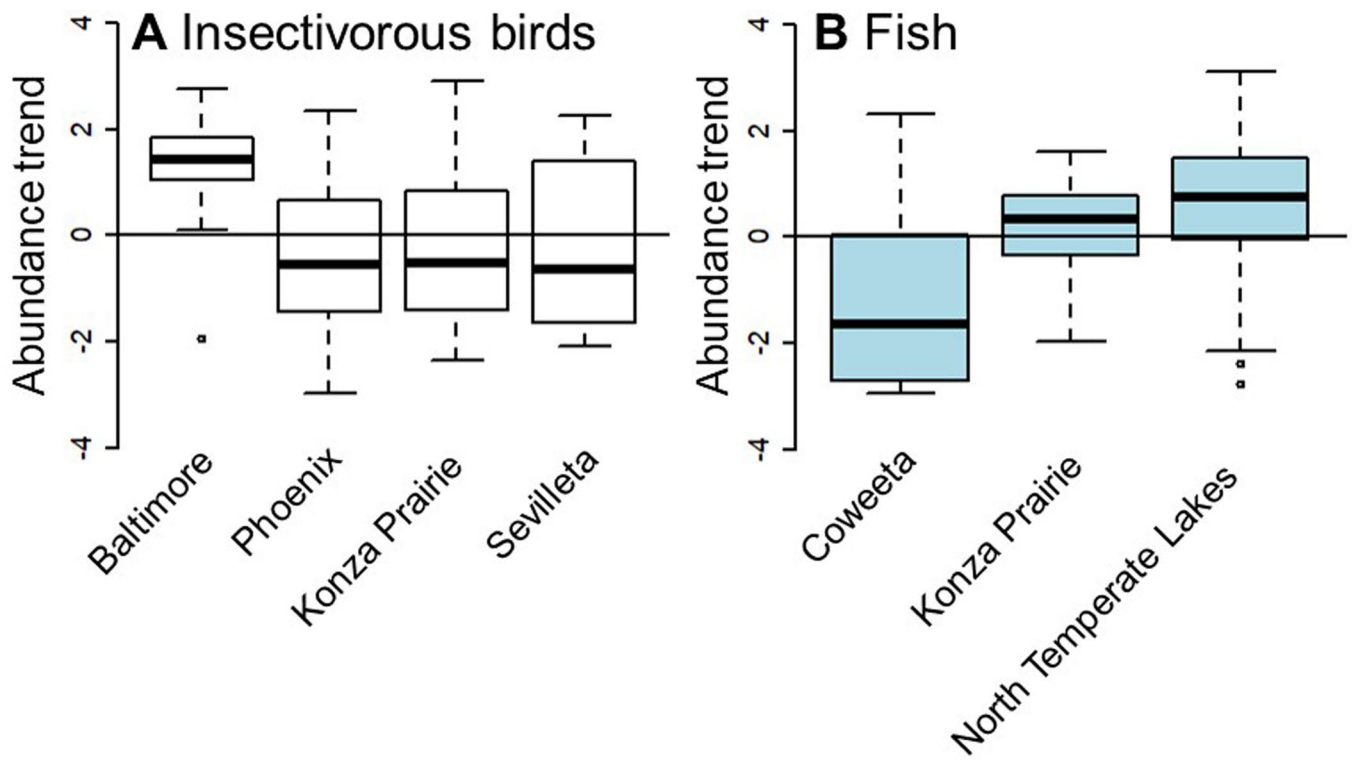 A Insectivorous birds
Abundance trend
4
2
0
-2
-4
Baltimore
Phoenix
Konza Prairie
Sevilleta
B Fish
Abundance trend
4
2
0
-2
-4
Coweeta
Konza Prairie
North Temperate Lakes